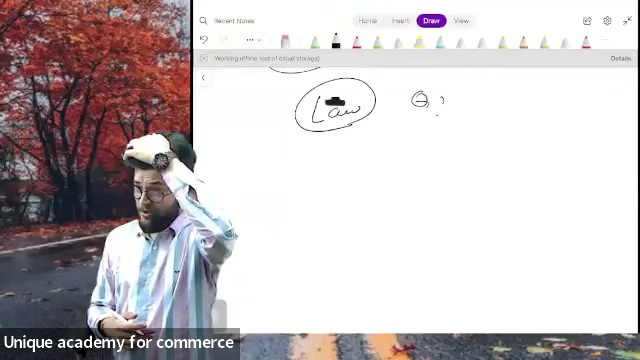 Recent Notes
Home Insert Draw View
Working offline (out of cloud storage)
Details
Law Q. ?
Unique academy for commerce